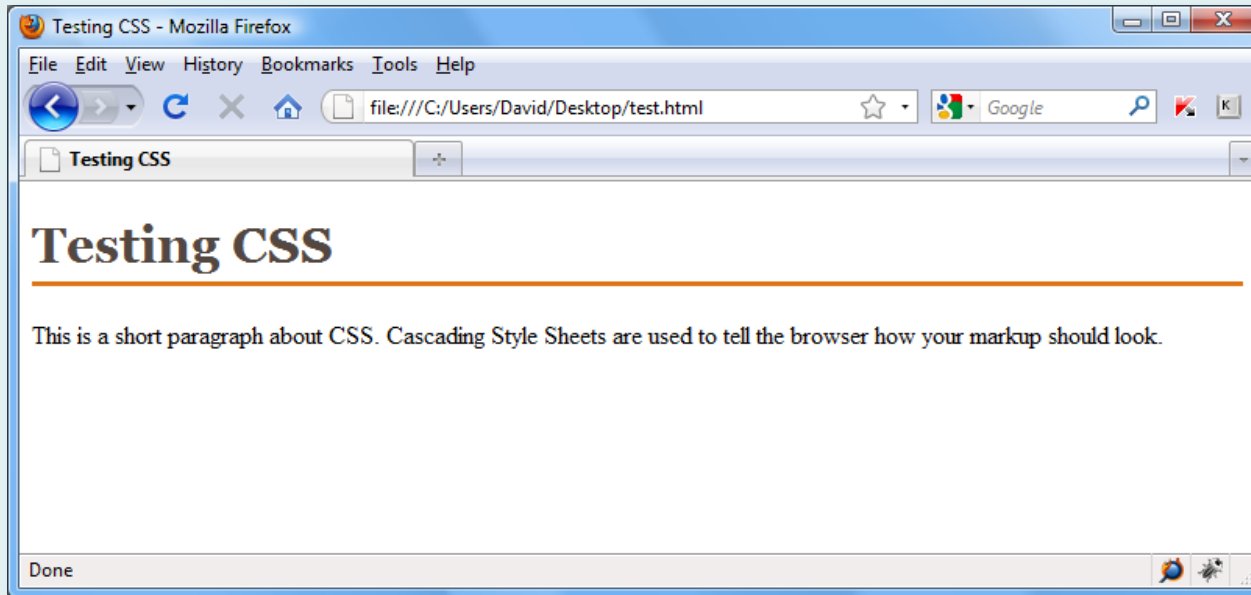 Testing CSS - Mozilla Firefox
File Edit View History Bookmarks Tools Help
file:///C:/Users/David/Desktop/test.html Google K
Testing CSS
Testing CSS
This is a short paragraph about CSS. Cascading Style Sheets are used to tell the browser how your markup should look.
Done